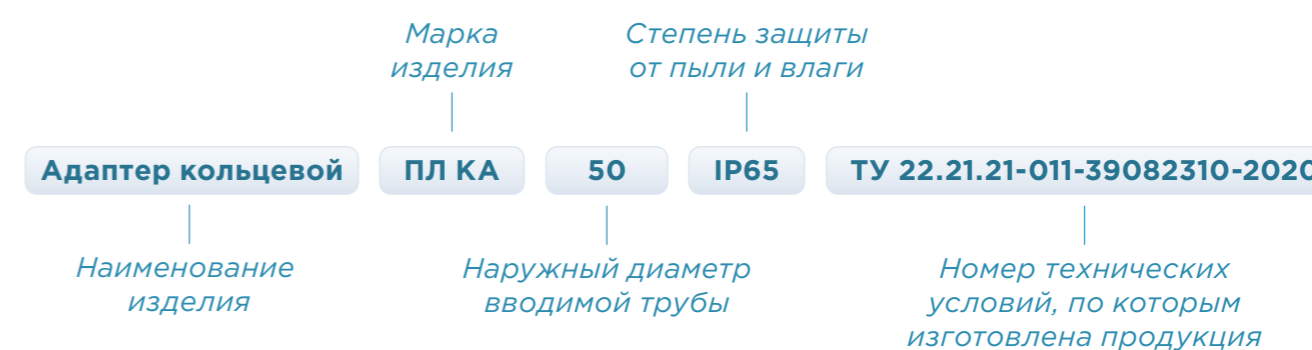 Марка
изделия
Степень защиты
от пыли и влаги
Адаптер кольцевой ПЛ КА 50 IP65 ТУ 22.21.21-011-39082310-2020
Наименование
изделия
Наружный диаметр
вводимой трубы
Номер технических
условий, по которым
изготовлена продукция